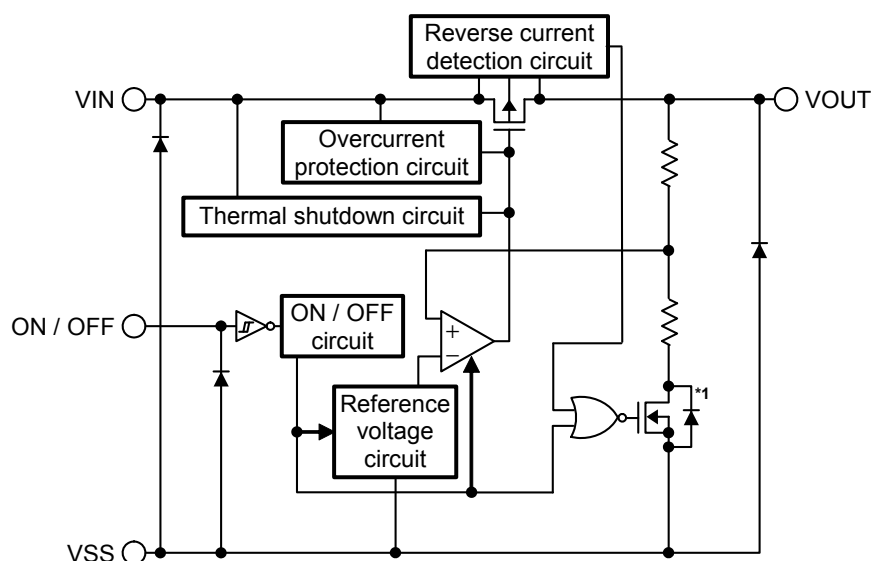 Reverse current
detection circuit
VIN
VOUT
Overcurrent
protection circuit
Thermal shutdown circuit
ON / OFF
ON / OFF
circuit
+
−
*1
Reference
voltage
circuit
VSS